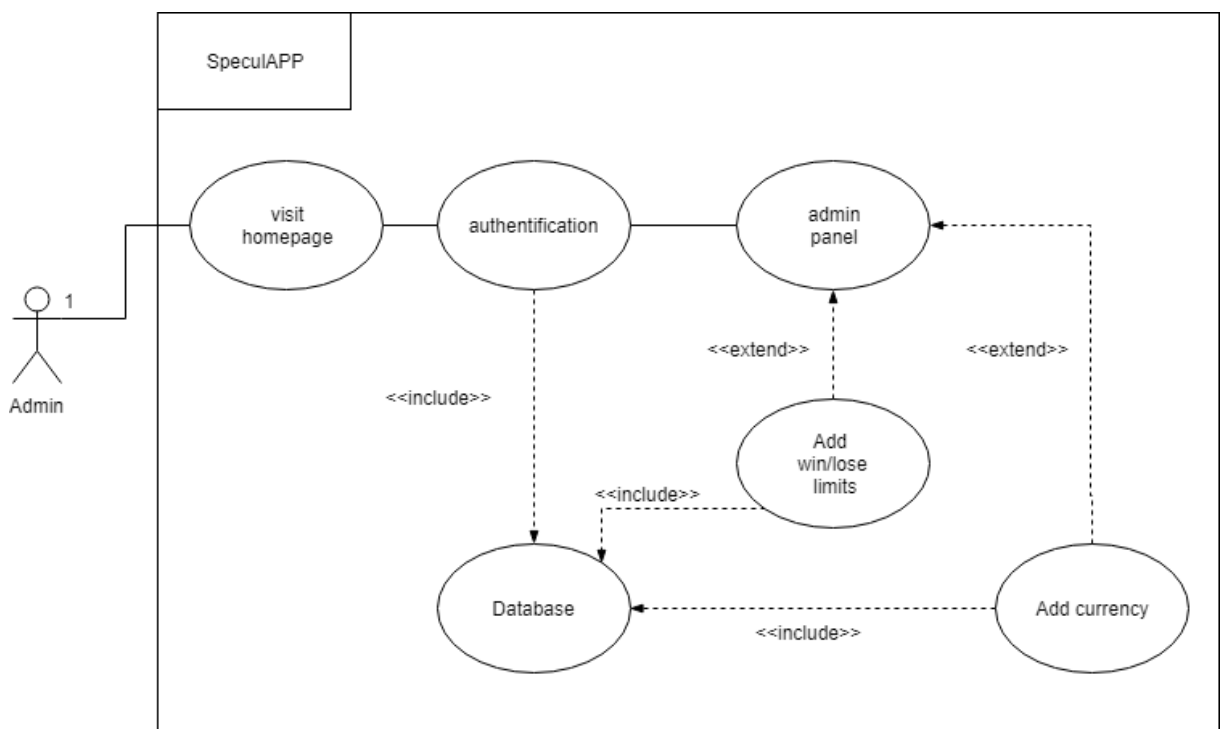 SpeculAPP
visit
homepage
authentification
admin
panel
1
Admin
<<extend>>
<<extend>>
<<include>>
Add
win/lose
limits
<<include>>
Database
Add currency
<<include>>